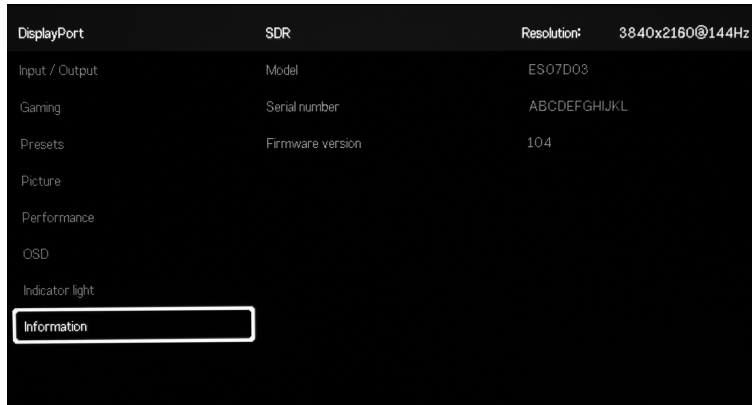 DisplayPort SDR Resolution: 3840x2160@144Hz
Input / Output Model ES07D03
Gaming Serial number ABCDEFGHIJKL
Presets Firmware version 104
Picture
Performance
OSD
Indicator light
Information